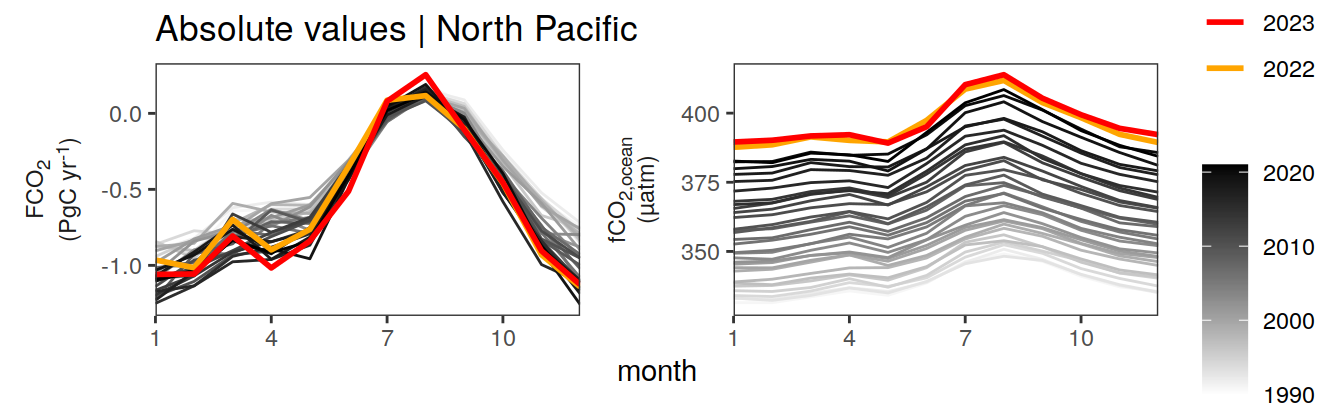 Absolute values | North Pacific
FCO₂
(PgC yr⁻¹)
0.0
-0.5
-1.0
1 4 7 10
fCO₂,ocean
(µatm)
400
375
350
1 4 7 10
month
2023
2022
2020
2010
2000
1990